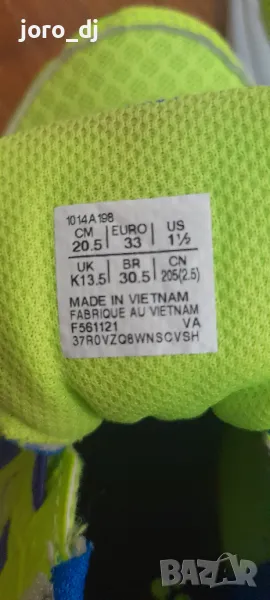 joro_dj
1014A198
CM EURO US
20.5 33 1½
UK BR CN
K13.5 30.5 205(2.5)
MADE IN VIETNAM
FABRIQUE AU VIETNAM
F561121 VA
37R0VZQ8WNSCVSH
BAZAR